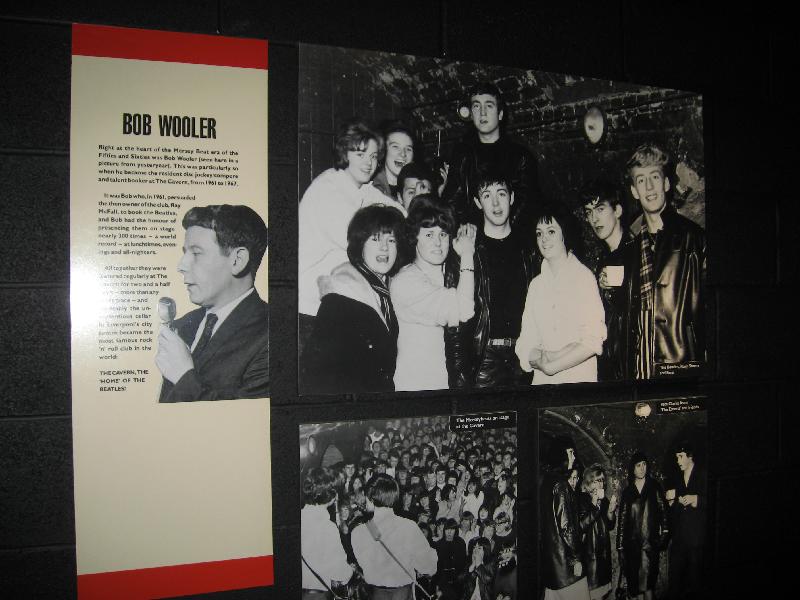 BOB WOOLER
Right at the heart of the Mersey Beat era of the
Fifties and Sixties was Bob Wooler (seen here in a
picture from yesteryear). This was particularly so
when he became the resident disc jockey/compere
and talent booker at The Cavern, from 1961 to 1967.
It was Bob who, in 1961, persuaded
the then owner of the club, Ray
McFall, to book the Beatles,
and Bob had the honour of
presenting them on stage
nearly 300 times – a world
record – at lunchtimes, even-
ings and all-nighters.
All together they were
featured regularly at The
for two and a half
more than any
place – and
the un-
cellar
in Liverpool's city
became the
most famous rock
'n' roll club in the
world:
THE CAVERN, THE
'HOME' OF THE
BEATLES!
The Merseybeats on stage
at the Cavern